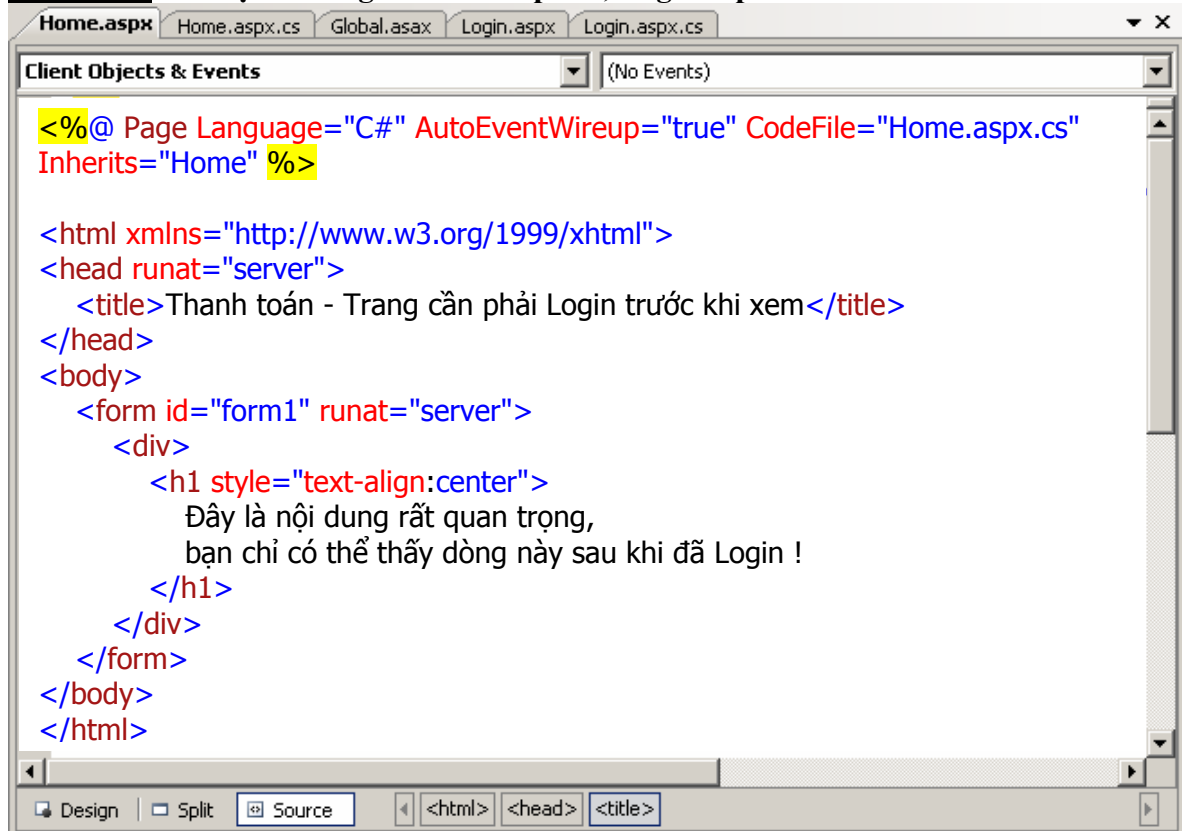 Home.aspx Home.aspx.cs Global.asax Login.aspx Login.aspx.cs
Client Objects & Events (No Events)
<%@ Page Language="C#" AutoEventWireup="true" CodeFile="Home.aspx.cs"
Inherits="Home" %>
<html xmlns="http://www.w3.org/1999/xhtml">
<head runat="server">
<title>Thanh toán - Trang cần phải Login trước khi xem</title>
</head>
<body>
<form id="form1" runat="server">
<div>
<h1 style="text-align:center">
Đây là nội dung rất quan trọng,
bạn chỉ có thể thấy dòng này sau khi đã Login !
</h1>
</div>
</form>
</body>
</html>
Design Split Source <html> <head> <title>